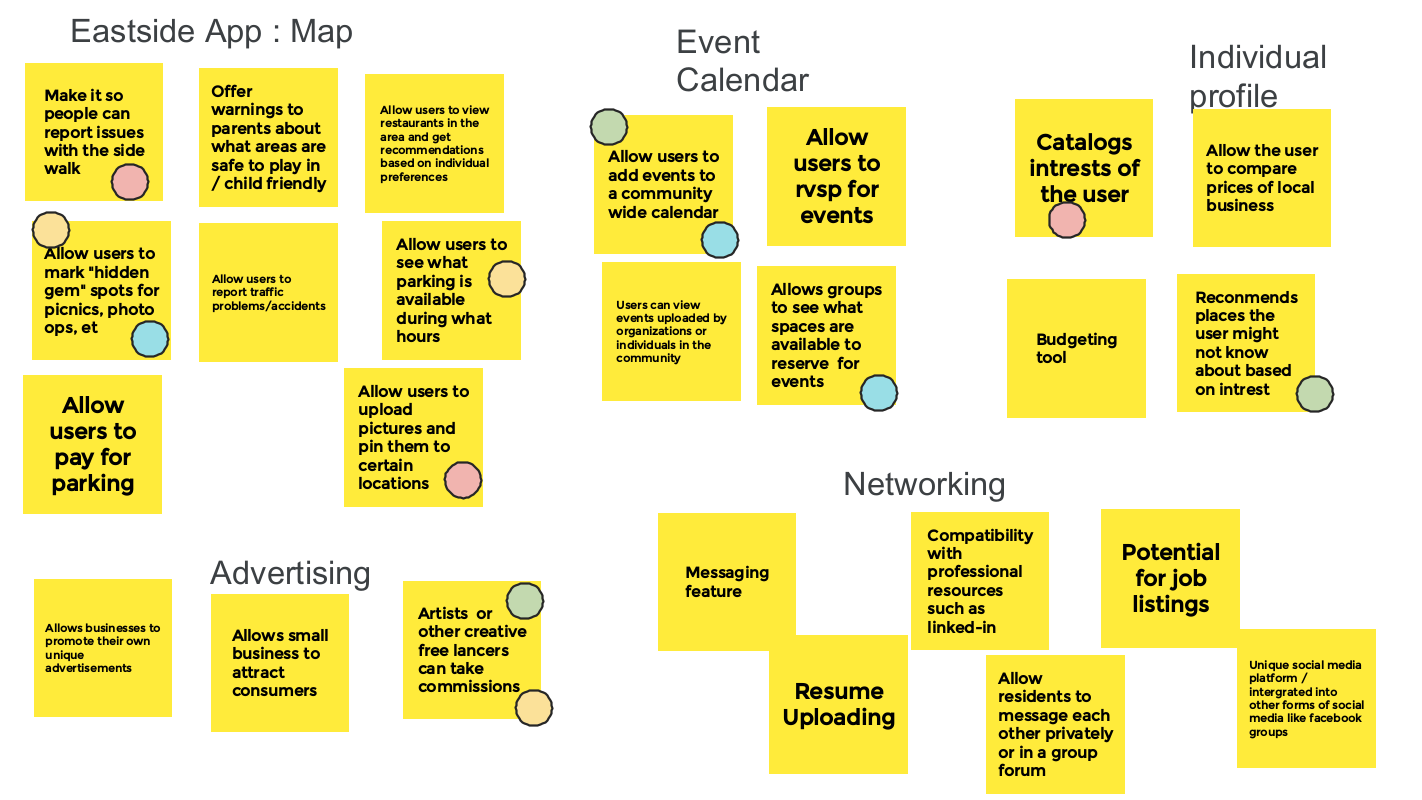 Eastside App : Map
Make it so
people can
report issues
with the side
walk
Offer
warnings to
parents about
what areas are
safe to play in
/ child friendly
Allow users to view
restaurants in the
area and get
recommendations
based on individual
preferences
Allow users to
mark "hidden
gem" spots for
picnics, photo
ops, et
Allow users to
report traffic
problems/accidents
Allow users to
see what
parking is
available
during what
hours
Allow
users to
pay for
parking
Allow users to
upload
pictures and
pin them to
certain
locations
Event
Calendar
Allow users to
add events to
a community
wide calendar
Allow
users to
rvsp for
events
Users can view
events uploaded by
organizations or
individuals in the
community
Allows groups
to see what
spaces are
available to
reserve for
events
Individual
profile
Catalogs
intrests of
the user
Allow the user
to compare
prices of local
business
Budgeting
tool
Reconmends
places the
user might
not know
about based
on intrest
Advertising
Allows businesses to
promote their own
unique
advertisements
Allows small
business to
attract
consumers
Artists or
other creative
free lancers
can take
commissions
Networking
Messaging
feature
Resume
Uploading
Compatibility
with
professional
resources
such as
linked-in
Allow
residents to
message each
other privately
or in a group
forum
Potential
for job
listings
Unique social media
platform /
intergrated into
other forms of social
media like facebook
groups